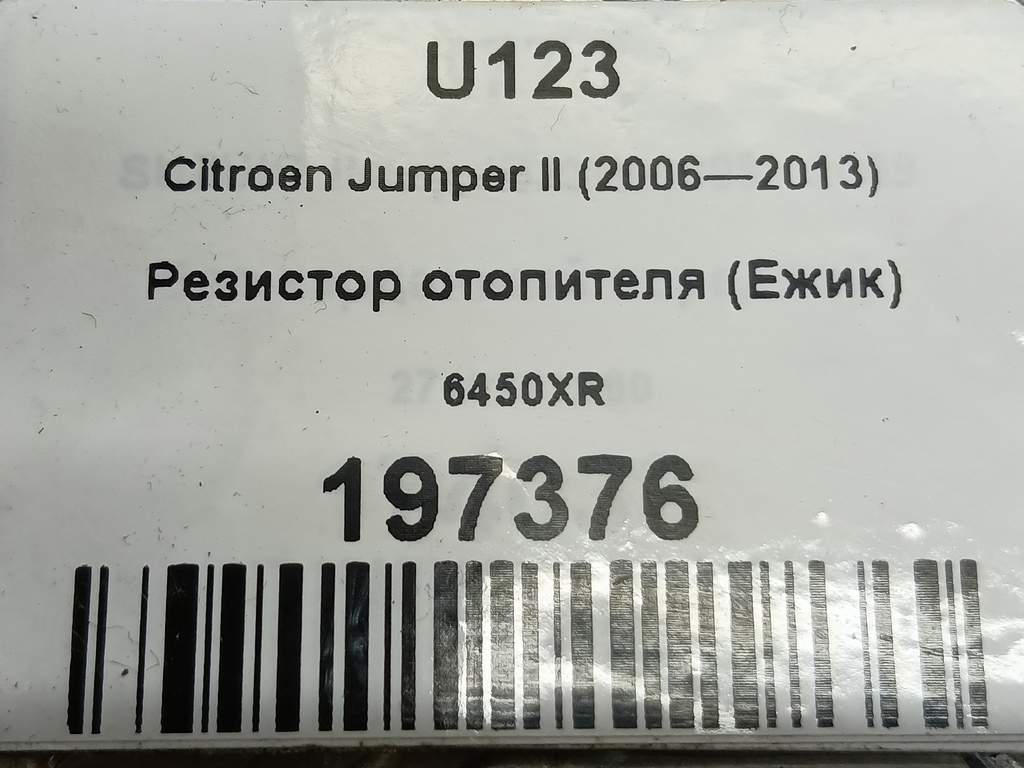 U123
Citroen Jumper II (2006—2013)
Резистор отопителя (Ежик)
6450XR
197376